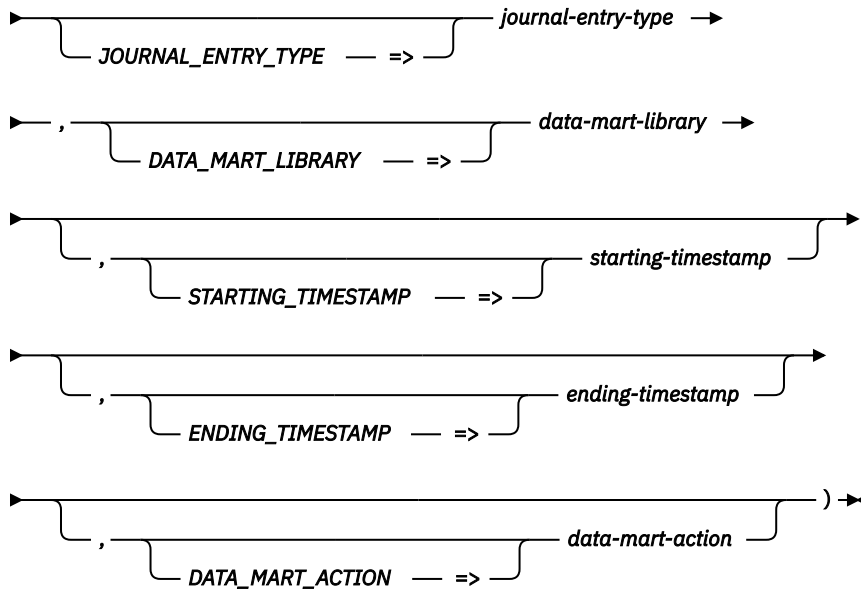 journal-entry-type
JOURNAL_ENTRY_TYPE =>
, data-mart-library
DATA_MART_LIBRARY =>
, starting-timestamp
STARTING_TIMESTAMP =>
, ending-timestamp
ENDING_TIMESTAMP =>
)
, data-mart-action
DATA_MART_ACTION =>